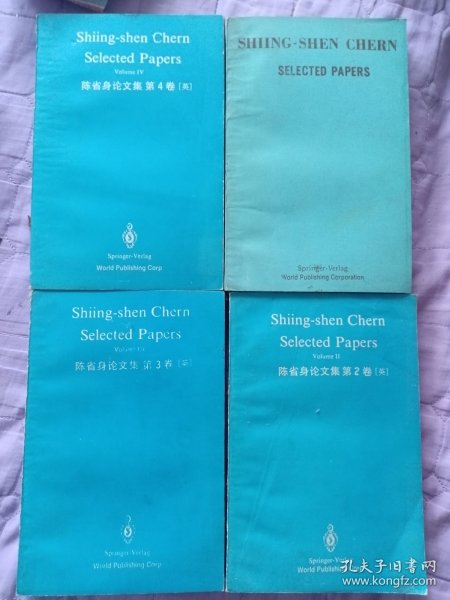 Shiing-shen Chern
Selected Papers
Volume IV
陈省身论文集 第4卷 [英]
Springer-Verlag
World Publishing Corp
SHIING-SHEN CHERN
SELECTED PAPERS
Springer-Verlag
World Publishing Corporation
Shiing-shen Chern
Selected Papers
Volume III
陈省身论文集 第3卷 [英]
Springer-Verlag
World Publishing Corp
Shiing-shen Chern
Selected Papers
Volume II
陈省身论文集 第2卷 [英]
Springer-Verlag
World Publishing
孔夫子旧书网
www.kongfz.com